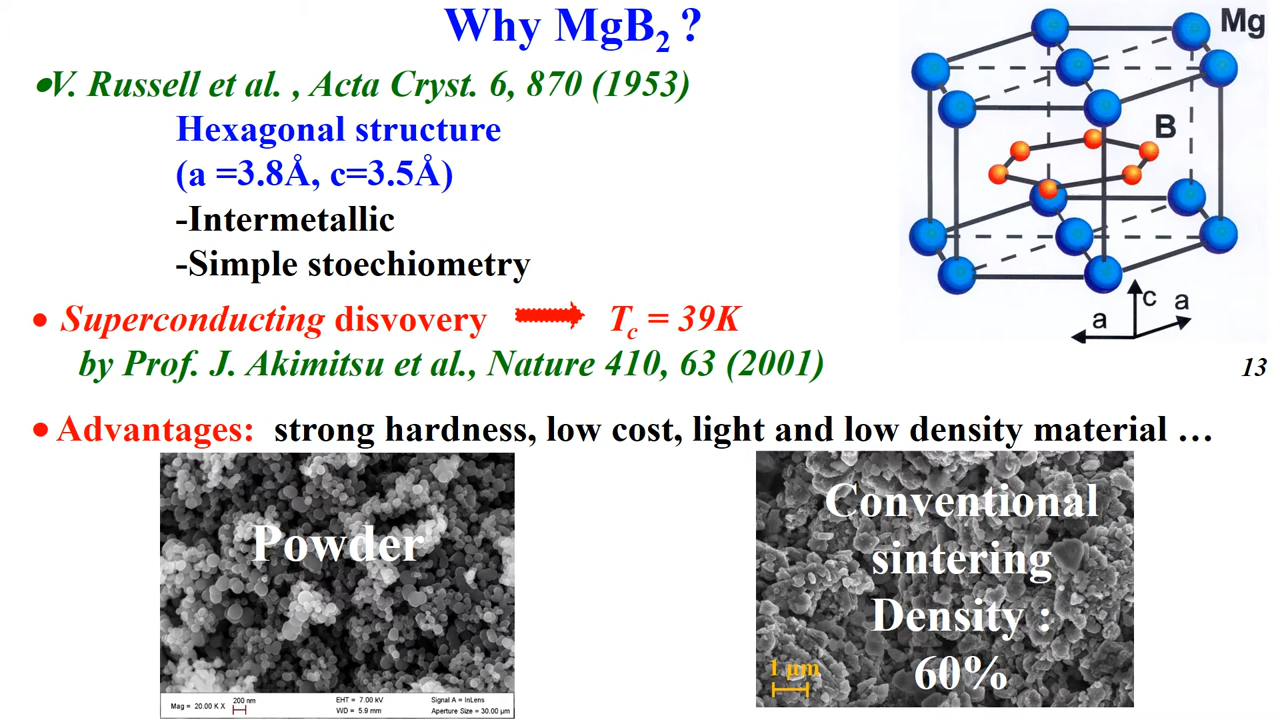 Why MgB2 ?
•V. Russell et al. , Acta Cryst. 6, 870 (1953)
Hexagonal structure
(a =3.8Å, c=3.5Å)
-Intermetallic
-Simple stoechiometry
• Superconducting disvovery Tc = 39K
by Prof. J. Akimitsu et al., Nature 410, 63 (2001)
Mg
B
c
a
a
13
• Advantages: strong hardness, low cost, light and low density material …
Powder
Mag = 20.00 K X
200 nm
EHT = 7.00 kV
WD = 5.9 mm
Signal A = InLens
Aperture Size = 30.00 µm
Conventional
sintering
Density :
60%
1 µm